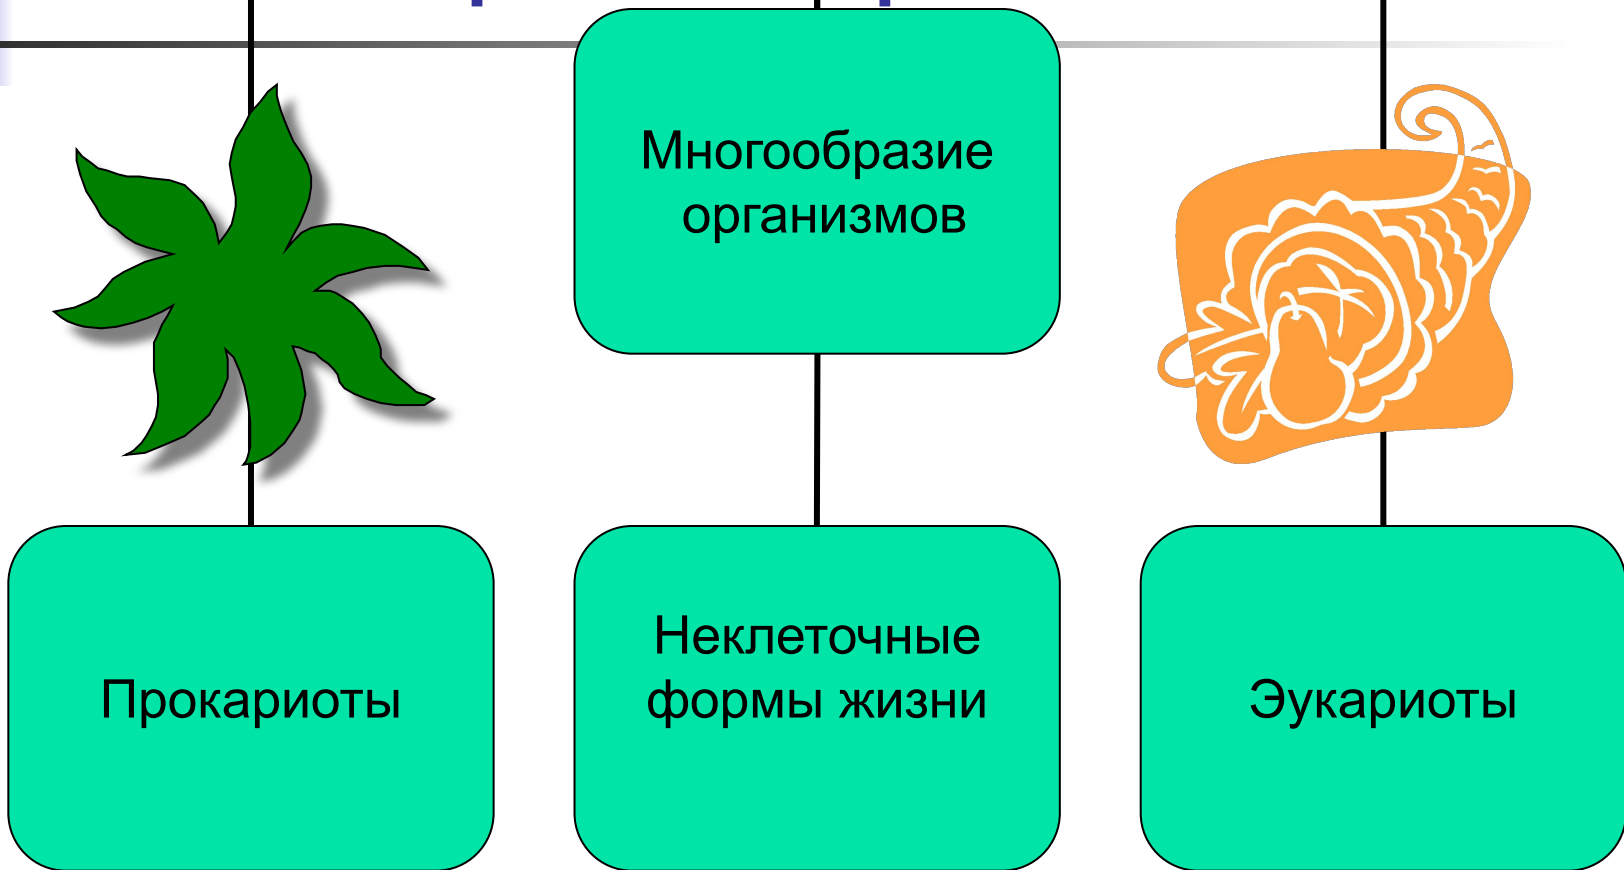 Многообразие
организмов
Прокариоты
Неклеточные
формы жизни
Эукариоты